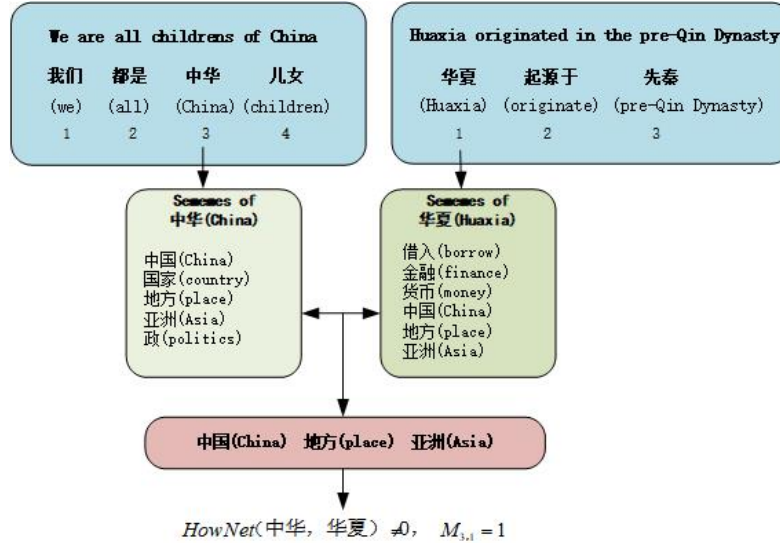 We are all childrens of China
我们 都是 中华 儿女
(we) (all) (China) (children)
1 2 3 4
Huaxia originated in the pre-Qin Dynasty
华夏 起源于 先秦
(Huaxia) (originate) (pre-Qin Dynasty)
1 2 3
Sememes of
中华(China)
中国(China)
国家(country)
地方(place)
亚洲(Asia)
政(politics)
Sememes of
华夏(Huaxia)
借入(borrow)
金融(finance)
货币(money)
中国(China)
地方(place)
亚洲(Asia)
中国(China) 地方(place) 亚洲(Asia)
HowNet(中华, 华夏) ≠0, M3,1 = 1